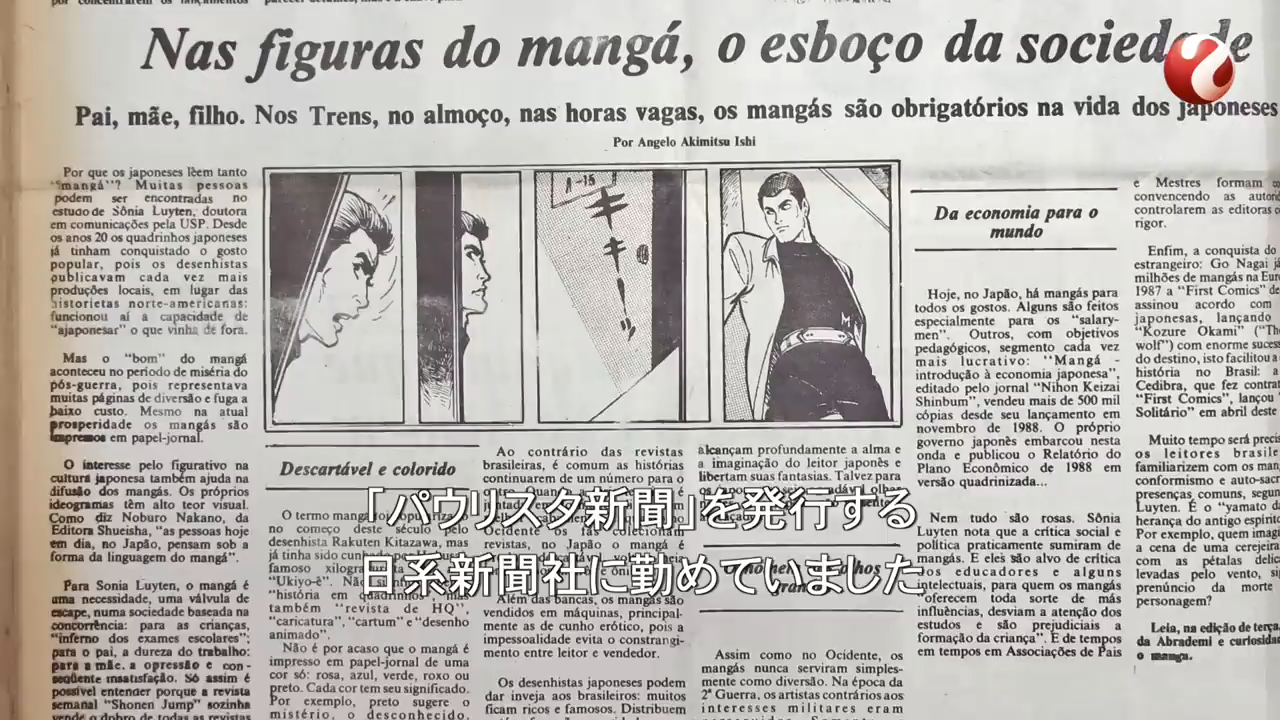 Nas figuras do mangá, o esboço da sociedade
Pai, mãe, filho. Nos Trens, no almoço, nas horas vagas, os mangás são obrigatórios na vida dos japoneses
Por Angelo Akimitsu Ishi
Por que os japoneses lêem tanto
"mangá"? Muitas pessoas
podem ser encontradas no
estudo de Sônia Luyten, doutora
em comunicações pela USP. Desde
os anos 20 os quadrinhos japoneses
já tinham conquistado o gosto
popular, pois os desenhistas
publicavam cada vez mais
produções locais, em lugar das
historietas norte-americanas:
funcionou aí a capacidade de
"ajaponesar" o que vinha de fora.
Mas o "bom" do mangá
aconteceu no período de miséria do
pós-guerra, pois representava
muitas páginas de diversão e fuga a
baixo custo. Mesmo na atual
prosperidade os mangás são
impressos em papel-jornal.
O interesse pelo figurativo na
cultura japonesa também ajuda na
difusão dos mangás. Os próprios
ideogramas têm alto teor visual.
Como diz Noburo Nakano, da
Editora Shueisha, "as pessoas hoje
em dia, no Japão, pensam sob a
forma da linguagem do mangá".
Para Sonia Luyten, o mangá é
uma necessidade, uma válvula de
escape, numa sociedade baseada na
concorrência: para as crianças,
"inferno dos exames escolares";
para o pai, a dureza do trabalho:
para a mãe, a opressão e con-
seqüente insatisfação. Só assim é
possível entender porque a revista
semanal "Shonen Jump" sozinha
vende o dobro de todas as revistas
1-15
キキーッ
M
Descartável e colorido
O termo mangá foi
no começo deste século pelo
desenhista Rakuten Kitazawa, mas
já tinha sido
famoso
"Ukiyo-ê".
"história em quadrinhos", mas
também "revista de HQ",
"caricatura", "cartum" e "desenho
animado".
Não é por acaso que o mangá é
impresso em papel-jornal de uma
cor só: rosa, azul, verde, roxo ou
preto. Cada cor tem seu significado.
Por exemplo, preto sugere o
mistério, o desconhecido,
Ao contrário das revistas
brasileiras, é comum as histórias
continuarem de um número para o
Ocidente os fãs colecionam
revistas, no Japão o mangá é
Além das bancas, os mangás são
vendidos em máquinas, principal-
mente as de cunho erótico, pois a
impessoalidade evita o constrangi-
mento entre leitor e vendedor.
Os desenhistas japoneses podem
dar inveja aos brasileiros: muitos
ficam ricos e famosos. Distribuem
alcançam profundamente a alma e
a imaginação do leitor japonês e
libertam suas fantasias. Talvez para
Assim como no Ocidente, os
mangás nunca serviram simples-
mente como diversão. Na época da
2ª Guerra, os artistas contrários aos
interesses militares eram
Da economia para o
mundo
Hoje, no Japão, há mangás para
todos os gostos. Alguns são feitos
especialmente para os "salary-
men". Outros, com objetivos
pedagógicos, segmento cada vez
mais lucrativo: "Mangá -
introdução à economia japonesa",
editado pelo jornal "Nihon Keizai
Shinbum", vendeu mais de 500 mil
cópias desde seu lançamento em
novembro de 1988. O próprio
governo japonês embarcou nesta
onda e publicou o Relatório do
Plano Econômico de 1988 em
versão quadrinizada...
Nem tudo são rosas. Sônia
Luyten nota que a crítica social e
política praticamente sumiram de
mangás. E eles são alvo de crítica
dos educadores e alguns
intelectuais, para quem os mangás
"oferecem toda sorte de más
influências, desviam a atenção dos
estudos e são prejudiciais a
formação da criança". E de tempos
em tempos em Associações de Pais
e Mestres formam
convencendo as
controlarem as editoras
rigor.
Enfim, a conquista do
estrangeiro: Go Nagai já
milhões de mangás na
1987 a "First Comics"
assinou acordo com
japonesas, lançando
"Kozure Okami"
wolf") com enorme
do destino, isto facilitou a
história no Brasil: a
Cedibra, que fez
"First Comics", lançou
Solitário" em abril deste
Muito tempo será
os leitores
familiarizem com os
conformismo e
presenças comuns,
Luyten. É o "yamato
herança do antigo
Por exemplo, quem
a cena de uma cerejeira
com as pétalas
levadas pelo vento,
prenúncio da morte
personagem?
Leia, na edição de terça,
da Abrademi e
o mangá.
「パウリスタ新聞」を発行する
日系新聞社に勤めていました